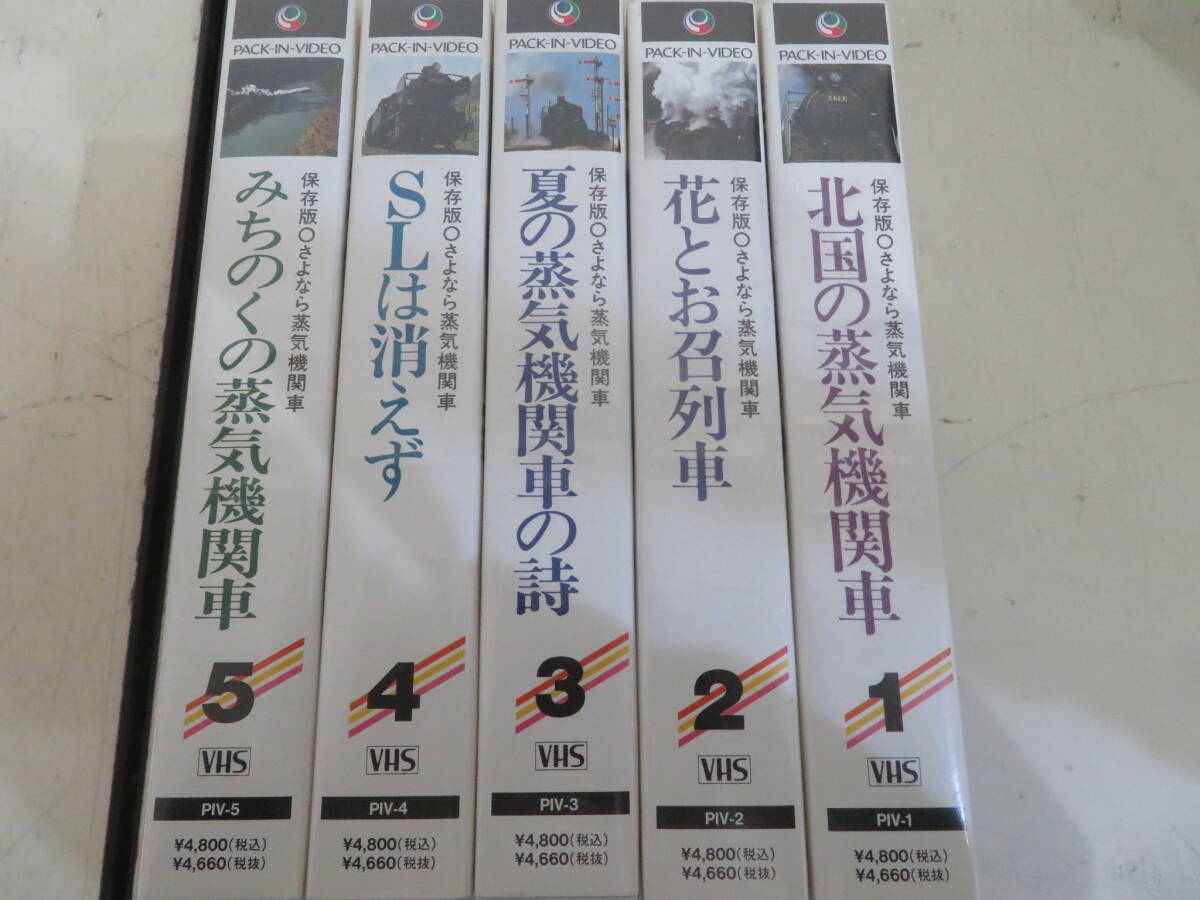 PACK-IN-VIDEO
保存版○さよなら蒸気機関車
北国の蒸気機関車
1
VHS
PIV-1
¥4,800(税込)
¥4,660(税抜)
PACK-IN-VIDEO
保存版○さよなら蒸気機関車
花とお召列車
2
VHS
PIV-2
¥4,800(税込)
¥4,660(税抜)
PACK-IN-VIDEO
保存版○さよなら蒸気機関車
夏の蒸気機関車の詩
3
VHS
PIV-3
¥4,800(税込)
¥4,660(税抜)
PACK-IN-VIDEO
保存版○さよなら蒸気機関車
SLは消えず
4
VHS
PIV-4
¥4,800(税込)
¥4,660(税抜)
PACK-IN-VIDEO
保存版○さよなら蒸気機関車
みちのくの蒸気機関車
5
VHS
PIV-5
¥4,800(税込)
¥4,660(税抜)